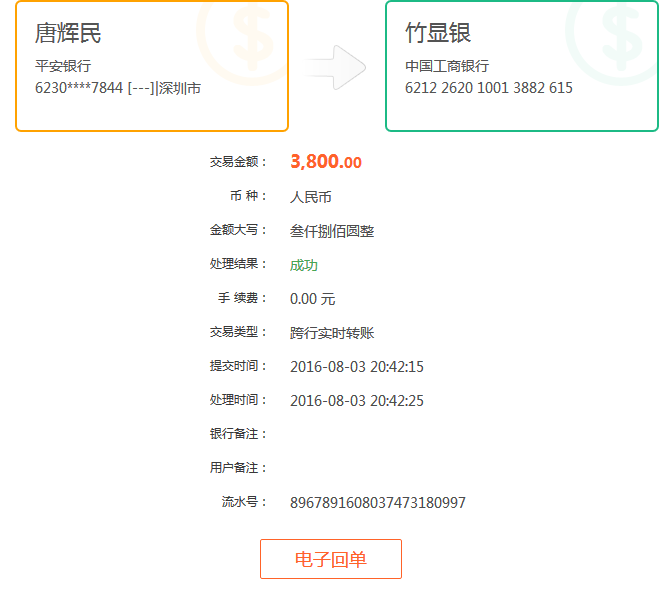 唐辉民
平安银行
6230****7844 [---]|深圳市
竹显银
中国工商银行
6212 2620 1001 3882 615
交易金额： 3,800.00
币 种： 人民币
金额大写： 叁仟捌佰圆整
处理结果： 成功
手 续费： 0.00 元
交易类型： 跨行实时转账
提交时间： 2016-08-03 20:42:15
处理时间： 2016-08-03 20:42:25
银行备注：
用户备注：
流水号： 8967891608037473180997
电子回单